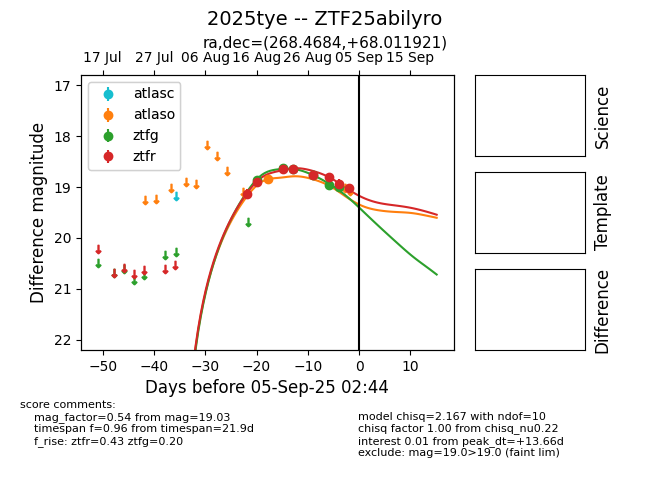 2025tye -- ZTF25abilyro
ra,dec=(268.4684,+68.011921)
17 Jul 27 Jul 06 Aug 16 Aug 26 Aug 05 Sep 15 Sep
atlasc
atlaso
ztfg
ztfr
17
18
19
20
21
22
Difference magnitude
−50 −40 −30 −20 −10 0 10
Days before 05-Sep-25 02:44
Science
Template
Difference
score comments:
mag_factor=0.54 from mag=19.03
timespan f=0.96 from timespan=21.9d
f_rise: ztfr=0.43 ztfg=0.20
model chisq=2.167 with ndof=10
chisq factor 1.00 from chisq_nu0.22
interest 0.01 from peak_dt=+13.66d
exclude: mag=19.0>19.0 (faint lim)